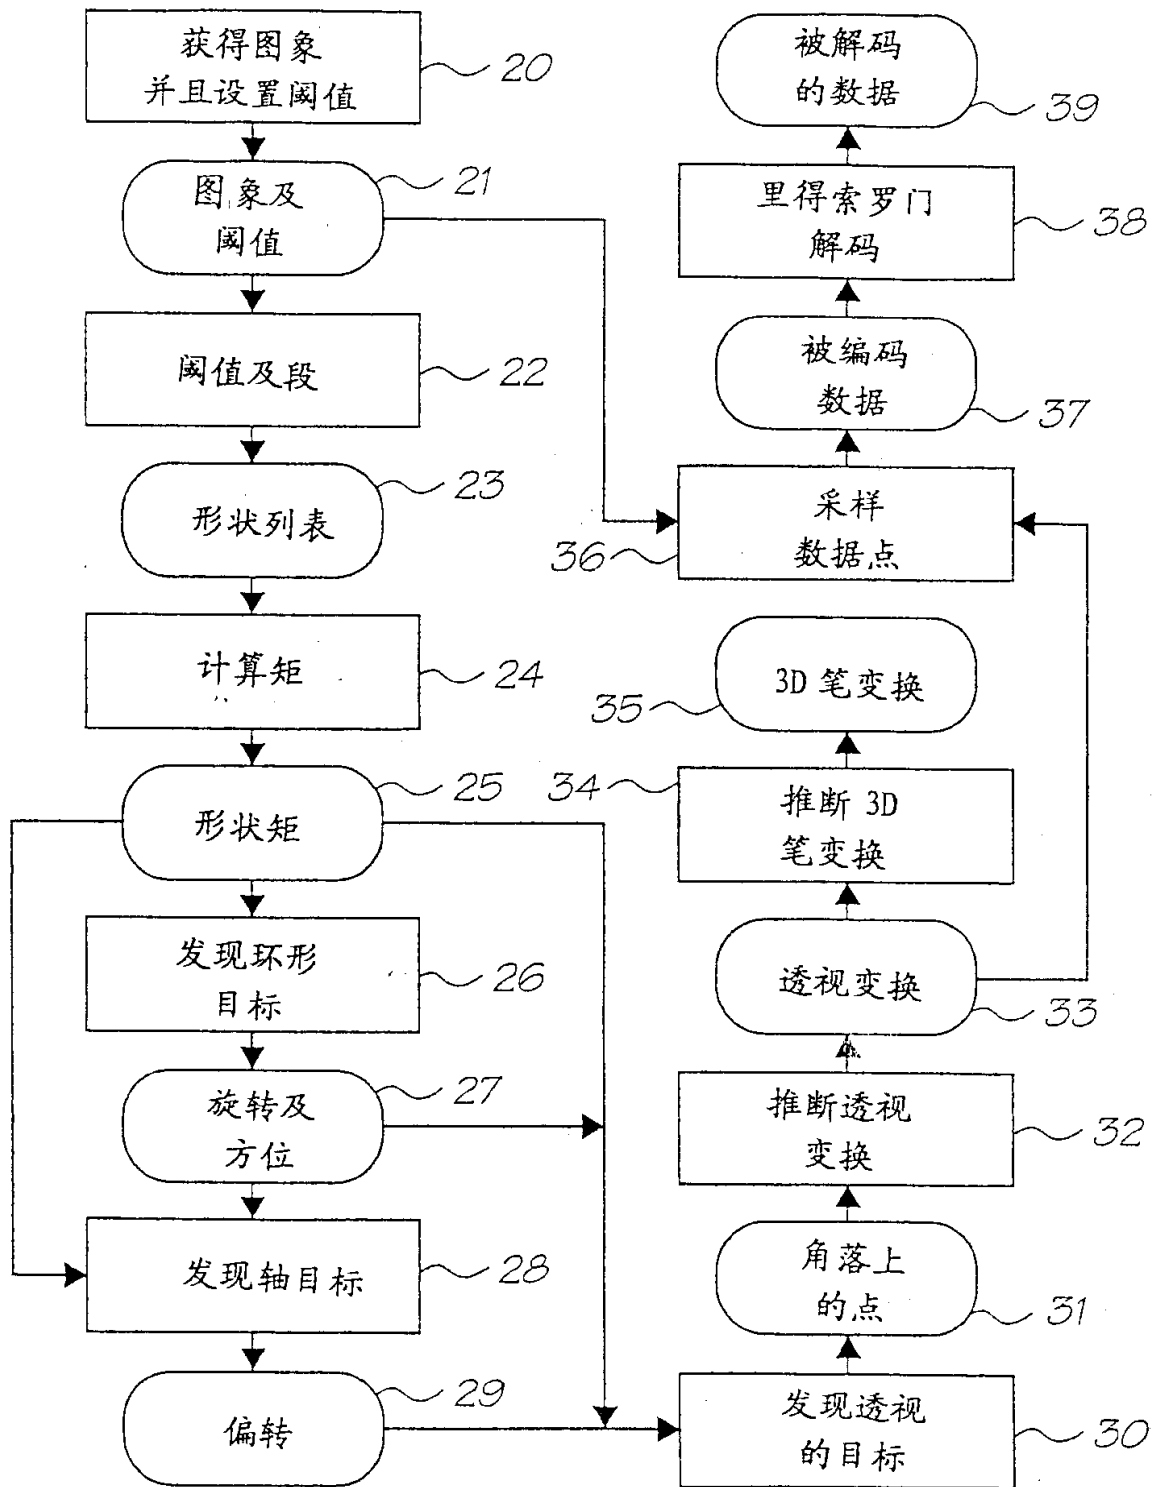 获得图象
并且设置阈值
20
图象及
阈值
21
阈值及段
22
形状列表
23
计算矩
24
形状矩
25
发现环形
目标
26
旋转及
方位
27
发现轴目标
28
偏转
29
被解码
的数据
39
里得索罗门
解码
38
被编码
数据
37
采样
数据点
36
3D 笔变换
35
34
推断 3D
笔变换
透视变换
33
推断透视
变换
32
角落上
的点
31
发现透视
的目标
30